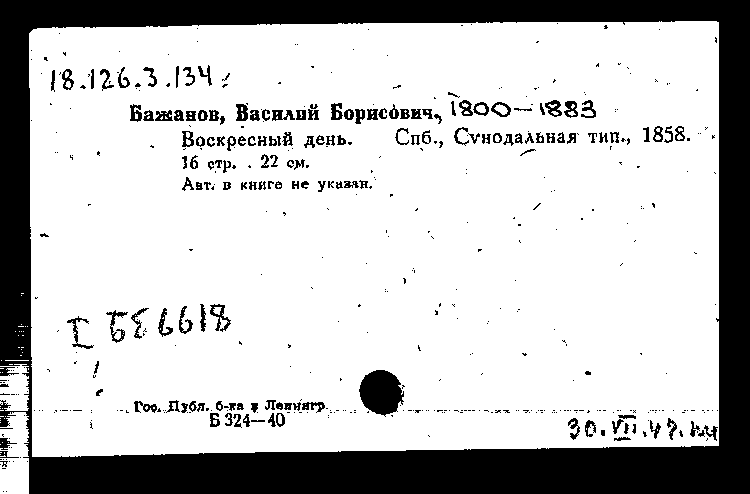 18.126.3.134
Бажанов, Василий Борисович, 1800—1883
Воскресный день. Спб., Сѵнодальная тип., 1858.
16 стр. . 22 см.
Авт. в книге не указан.
I БЕ6618
Гос. Публ. б-ка в Ленингр.
Б 324—40
30.VII.47.